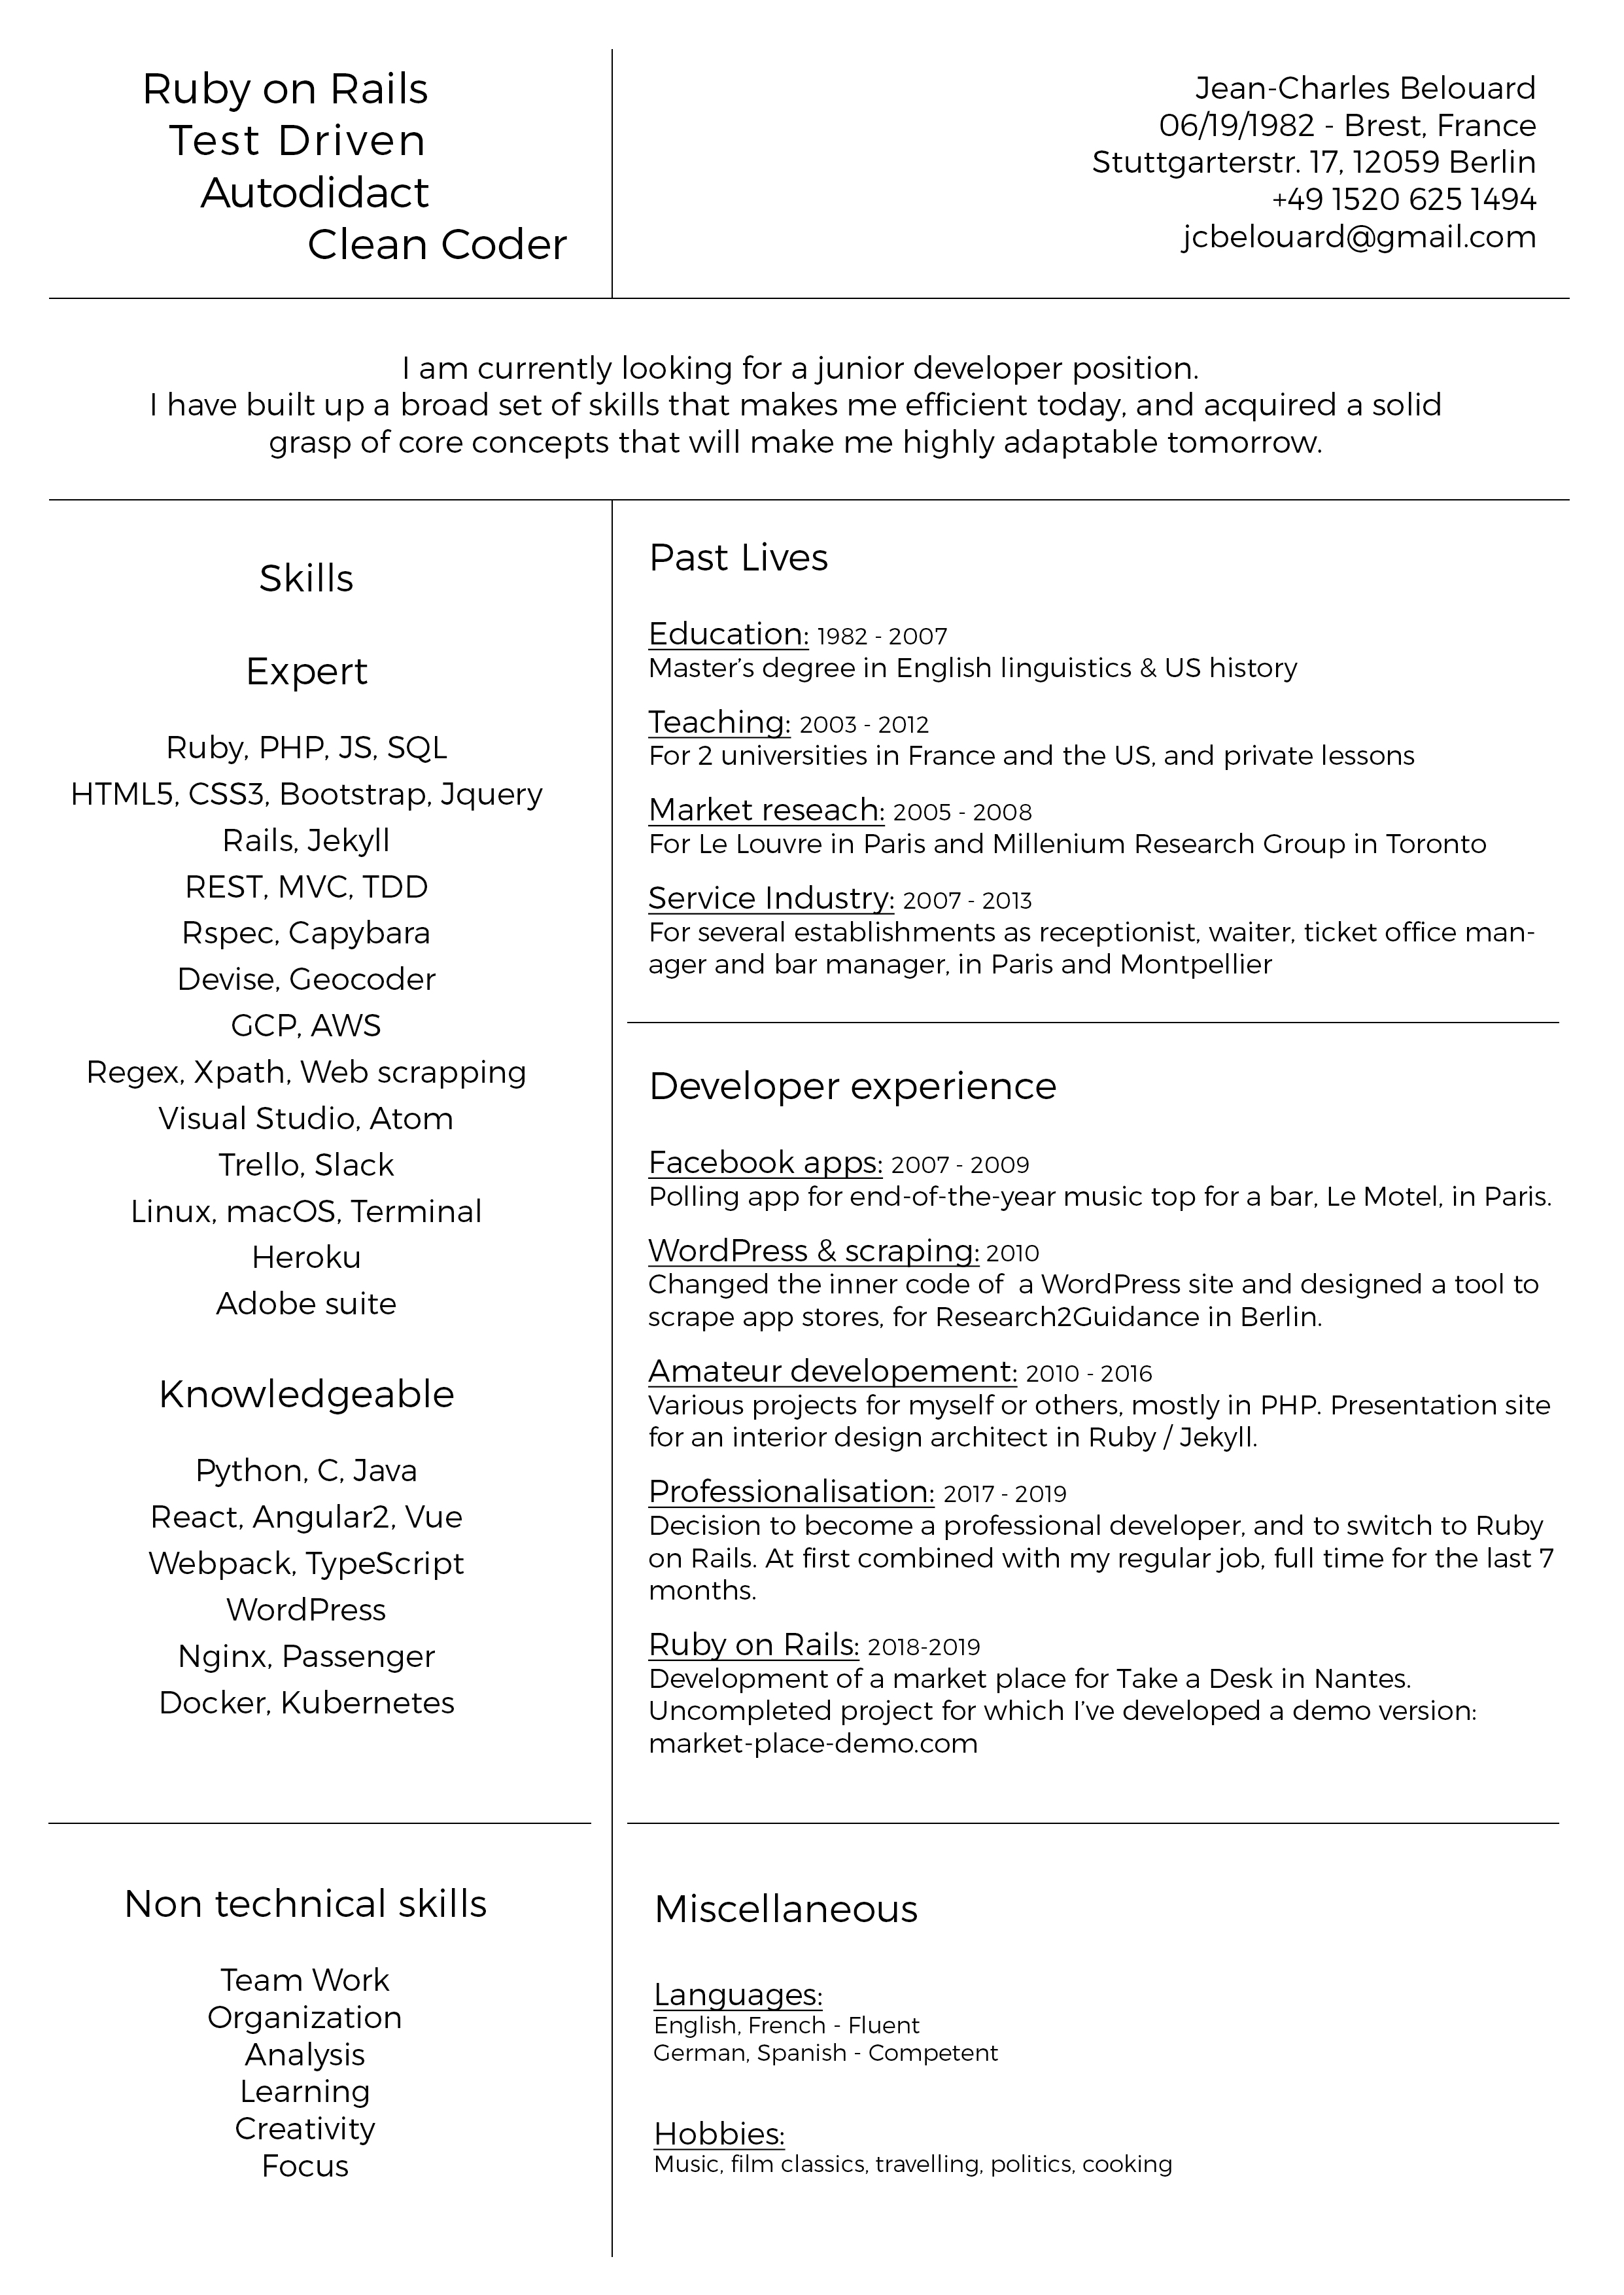 Ruby on Rails
Test Driven
Autodidact
Clean Coder
Jean-Charles Belouard
06/19/1982 - Brest, France
Stuttgarterstr. 17, 12059 Berlin
+49 1520 625 1494
jcbelouard@gmail.com
I am currently looking for a junior developer position.
I have built up a broad set of skills that makes me efficient today, and acquired a solid
grasp of core concepts that will make me highly adaptable tomorrow.
Skills
Expert
Ruby, PHP, JS, SQL
HTML5, CSS3, Bootstrap, Jquery
Rails, Jekyll
REST, MVC, TDD
Rspec, Capybara
Devise, Geocoder
GCP, AWS
Regex, Xpath, Web scrapping
Visual Studio, Atom
Trello, Slack
Linux, macOS, Terminal
Heroku
Adobe suite
Knowledgeable
Python, C, Java
React, Angular2, Vue
Webpack, TypeScript
WordPress
Nginx, Passenger
Docker, Kubernetes
Non technical skills
Team Work
Organization
Analysis
Learning
Creativity
Focus
Past Lives
Education: 1982 - 2007
Master’s degree in English linguistics & US history
Teaching: 2003 - 2012
For 2 universities in France and the US, and private lessons
Market reseach: 2005 - 2008
For Le Louvre in Paris and Millenium Research Group in Toronto
Service Industry: 2007 - 2013
For several establishments as receptionist, waiter, ticket office man-
ager and bar manager, in Paris and Montpellier
Developer experience
Facebook apps: 2007 - 2009
Polling app for end-of-the-year music top for a bar, Le Motel, in Paris.
WordPress & scraping: 2010
Changed the inner code of  a WordPress site and designed a tool to
scrape app stores, for Research2Guidance in Berlin.
Amateur developement: 2010 - 2016
Various projects for myself or others, mostly in PHP. Presentation site
for an interior design architect in Ruby / Jekyll.
Professionalisation: 2017 - 2019
Decision to become a professional developer, and to switch to Ruby
on Rails. At first combined with my regular job, full time for the last 7
months.
Ruby on Rails: 2018-2019
Development of a market place for Take a Desk in Nantes.
Uncompleted project for which I’ve developed a demo version:
market-place-demo.com
Miscellaneous
Languages:
English, French - Fluent
German, Spanish - Competent
Hobbies:
Music, film classics, travelling, politics, cooking